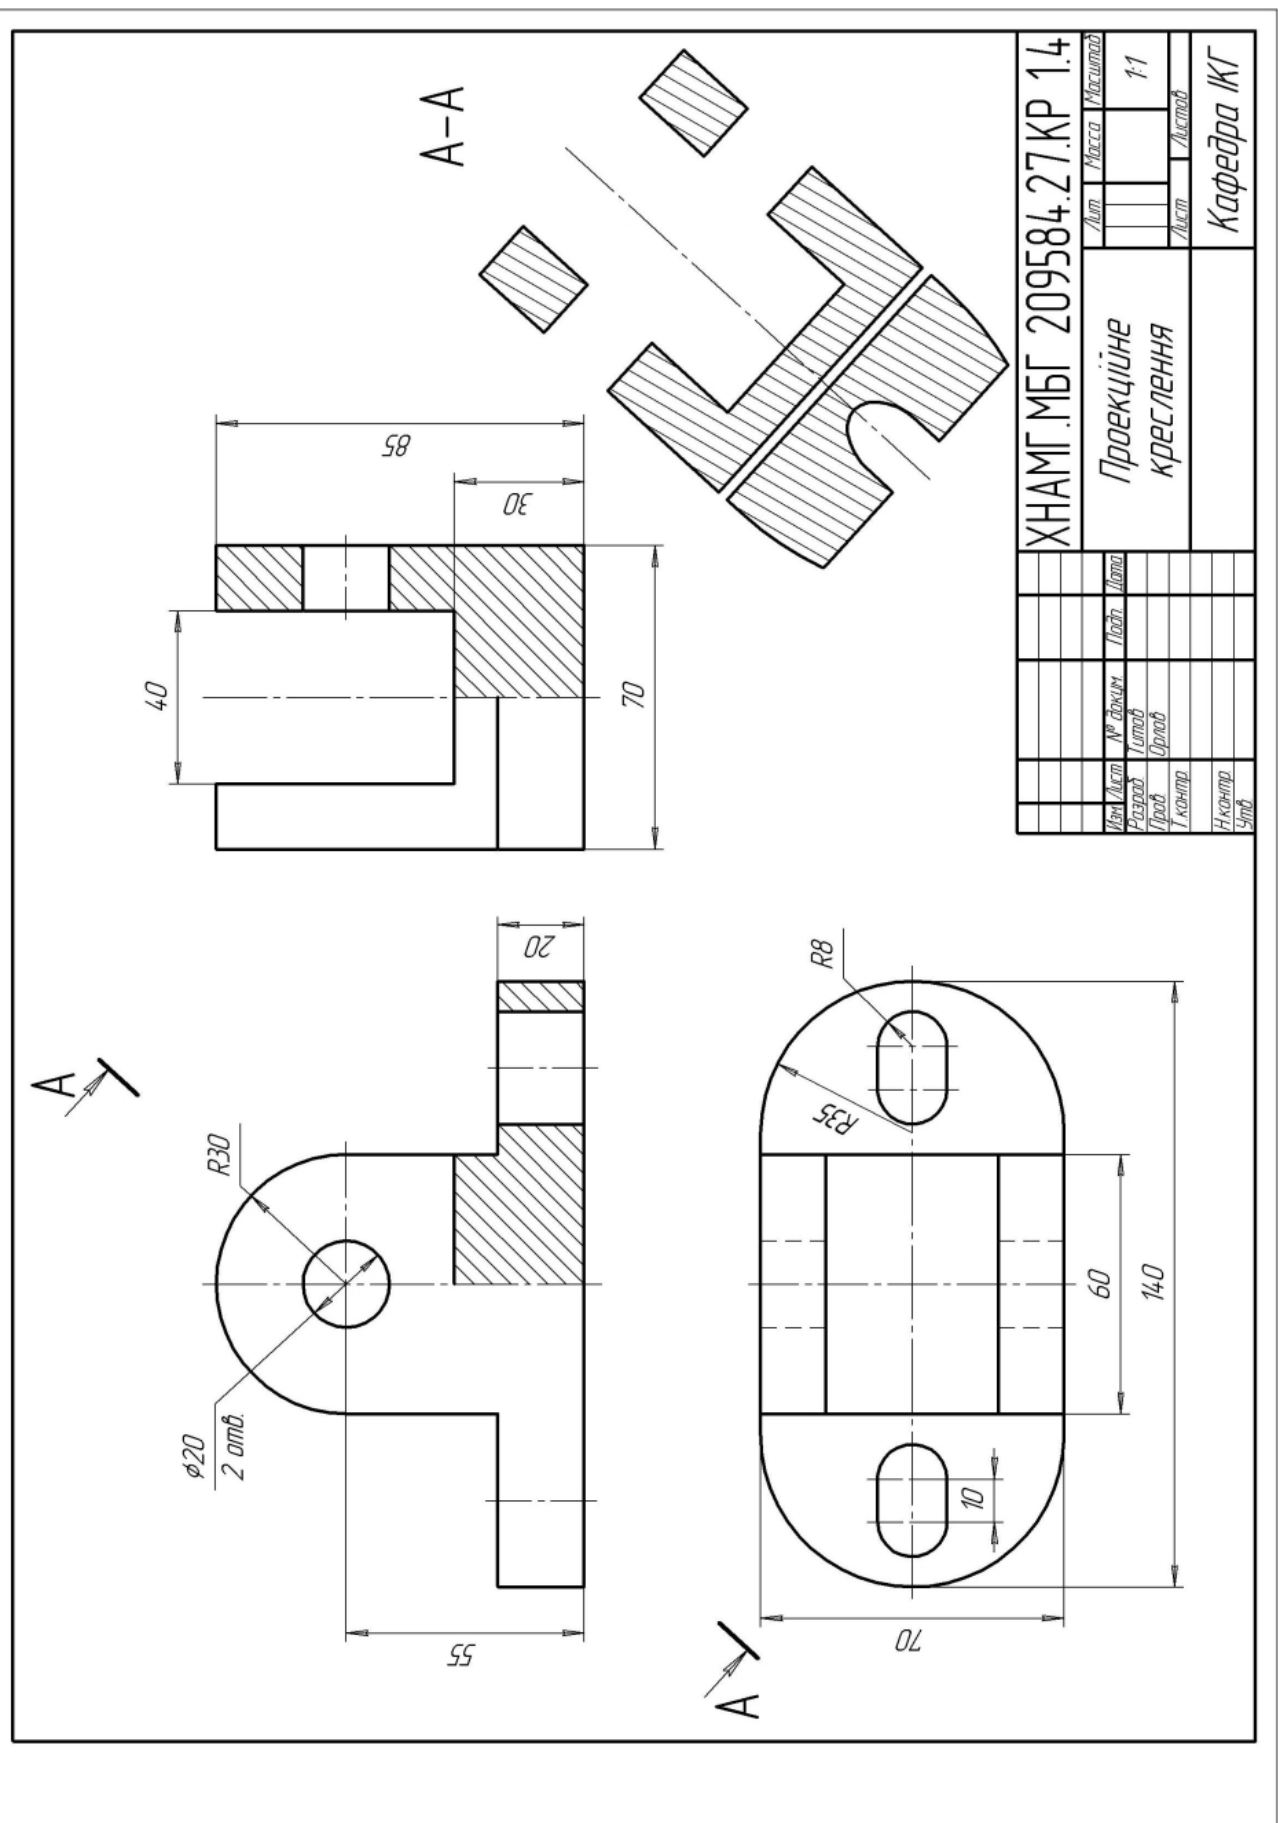 A
R30
⌀20
2 отв.
55
20
40
85
30
70
A–A
A
70
R35
R8
10
60
140
ХНАМГ.МБГ 209584.27.КР 1.4
Изм Лист № докум. Подп. Дата
Разраб. Титов
Пров. Орлов
Т.контр.
Н.контр.
Утв.
Проекційне
креслення
Лит. Масса Масштаб
1:1
Лист Листов
Кафедра ІКГ